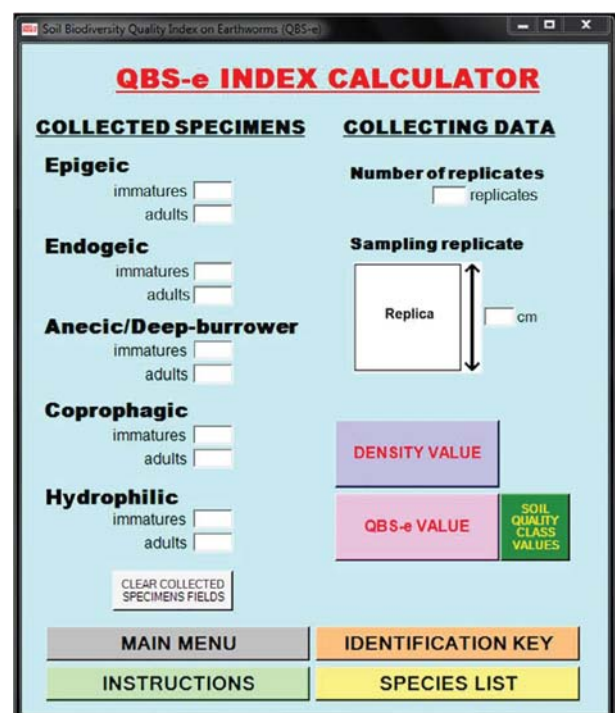 Soil Biodiversity Quality Index on Earthworms (QBS-e)
QBS-e INDEX CALCULATOR
COLLECTED SPECIMENS
Epigeic
immatures
adults
Endogeic
immatures
adults
Anecic/Deep-burrower
immatures
adults
Coprophagic
immatures
adults
Hydrophilic
immatures
adults
CLEAR COLLECTED
SPECIMENS FIELDS
COLLECTING DATA
Number of replicates
replicates
Sampling replicate
Replica
cm
DENSITY VALUE
QBS-e VALUE
SOIL
QUALITY
CLASS
VALUES
MAIN MENU
IDENTIFICATION KEY
INSTRUCTIONS
SPECIES LIST